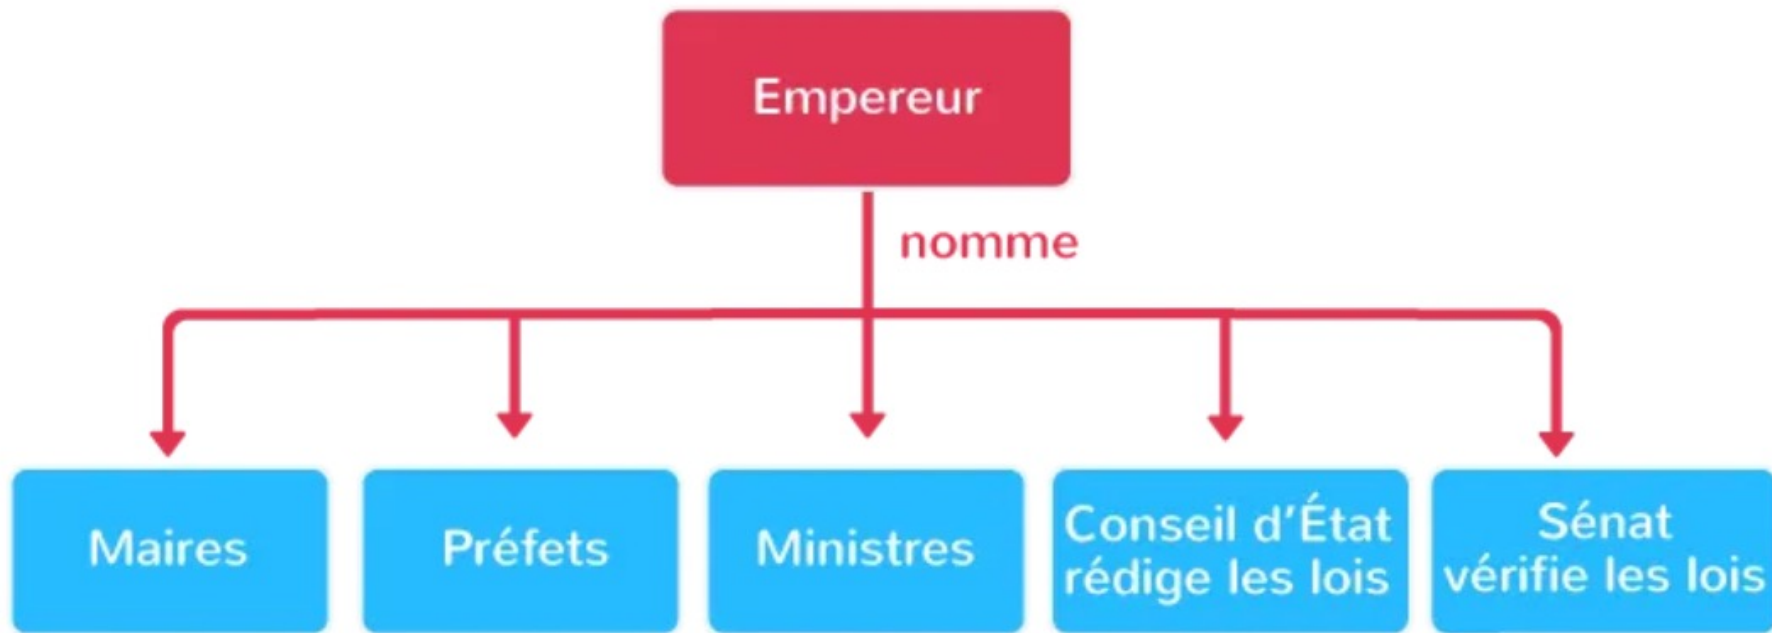 Empereur
nomme
Maires
Préfets
Ministres
Conseil d'État
rédige les lois
Sénat
vérifie les lois